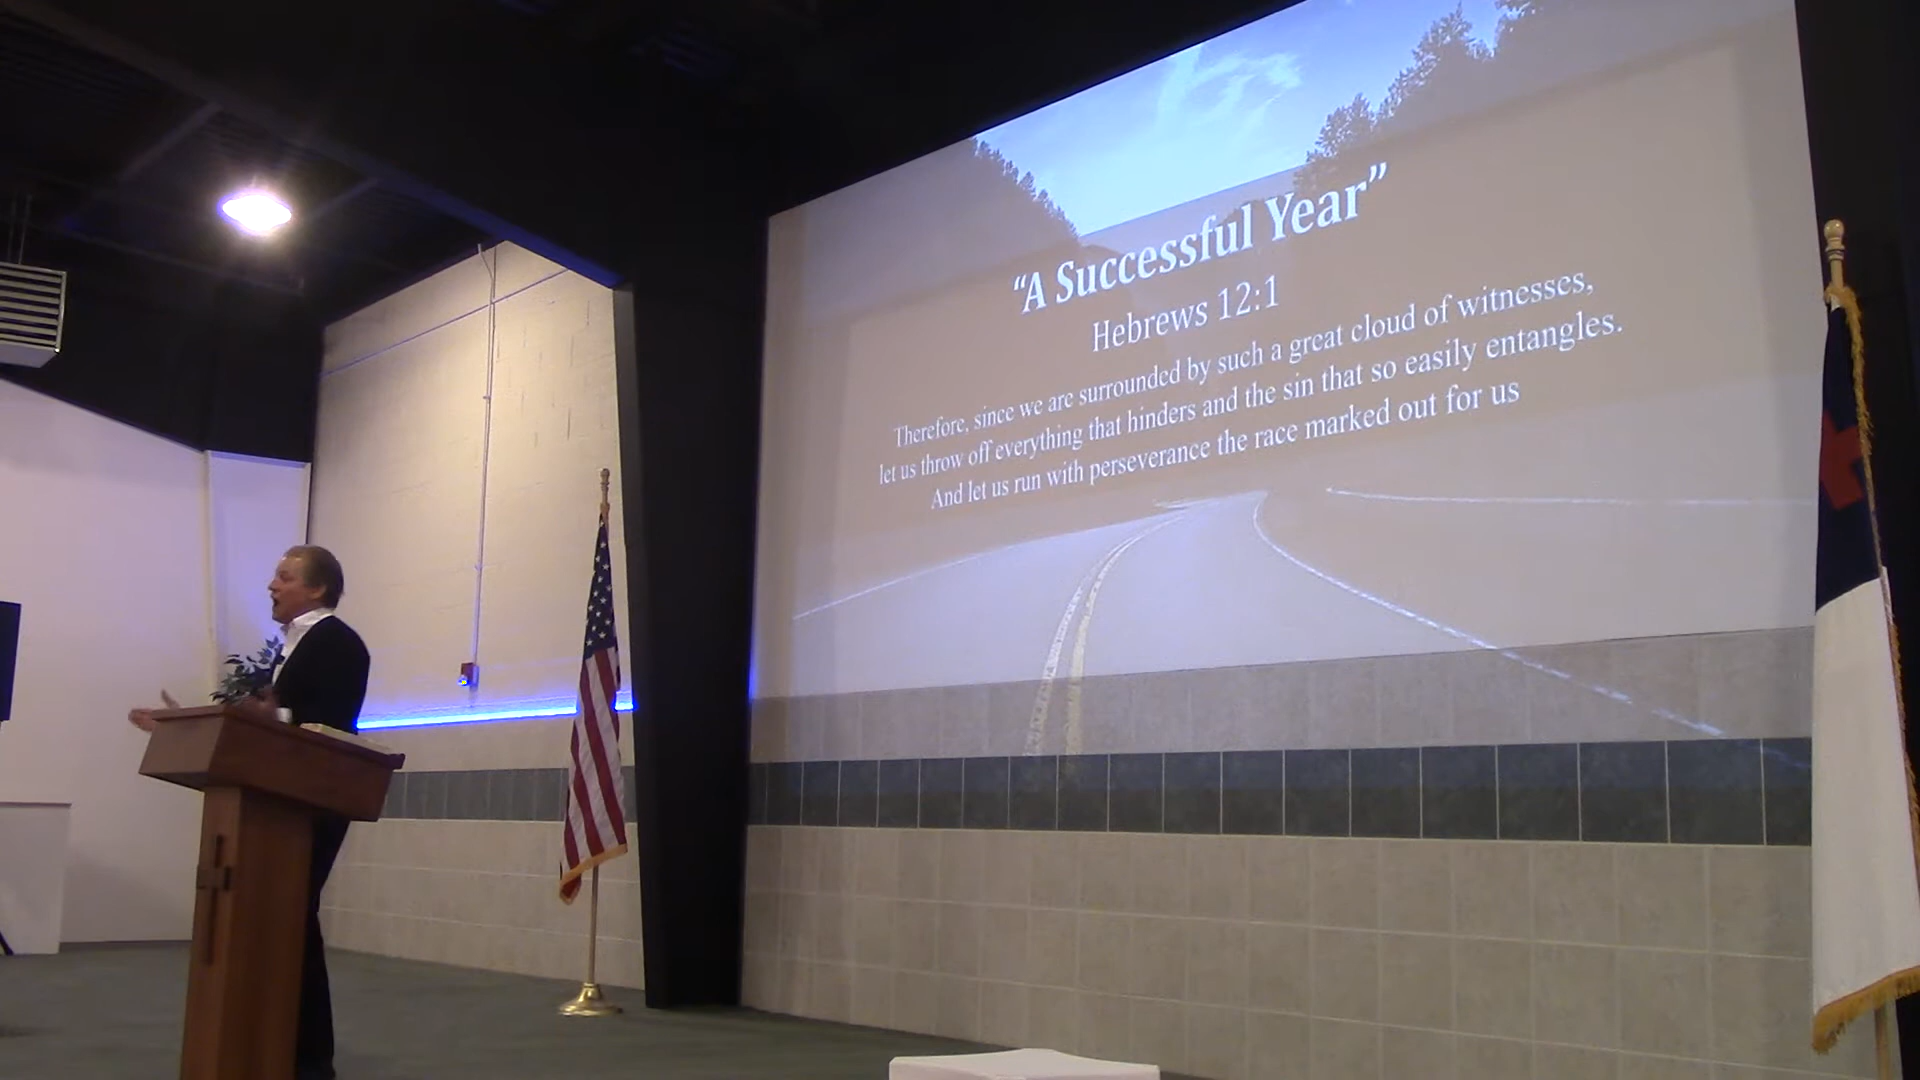 “A Successful Year”
Hebrews 12:1
Therefore, since we are surrounded by such a great cloud of witnesses,
let us throw off everything that hinders and the sin that so easily entangles.
And let us run with perseverance the race marked out for us